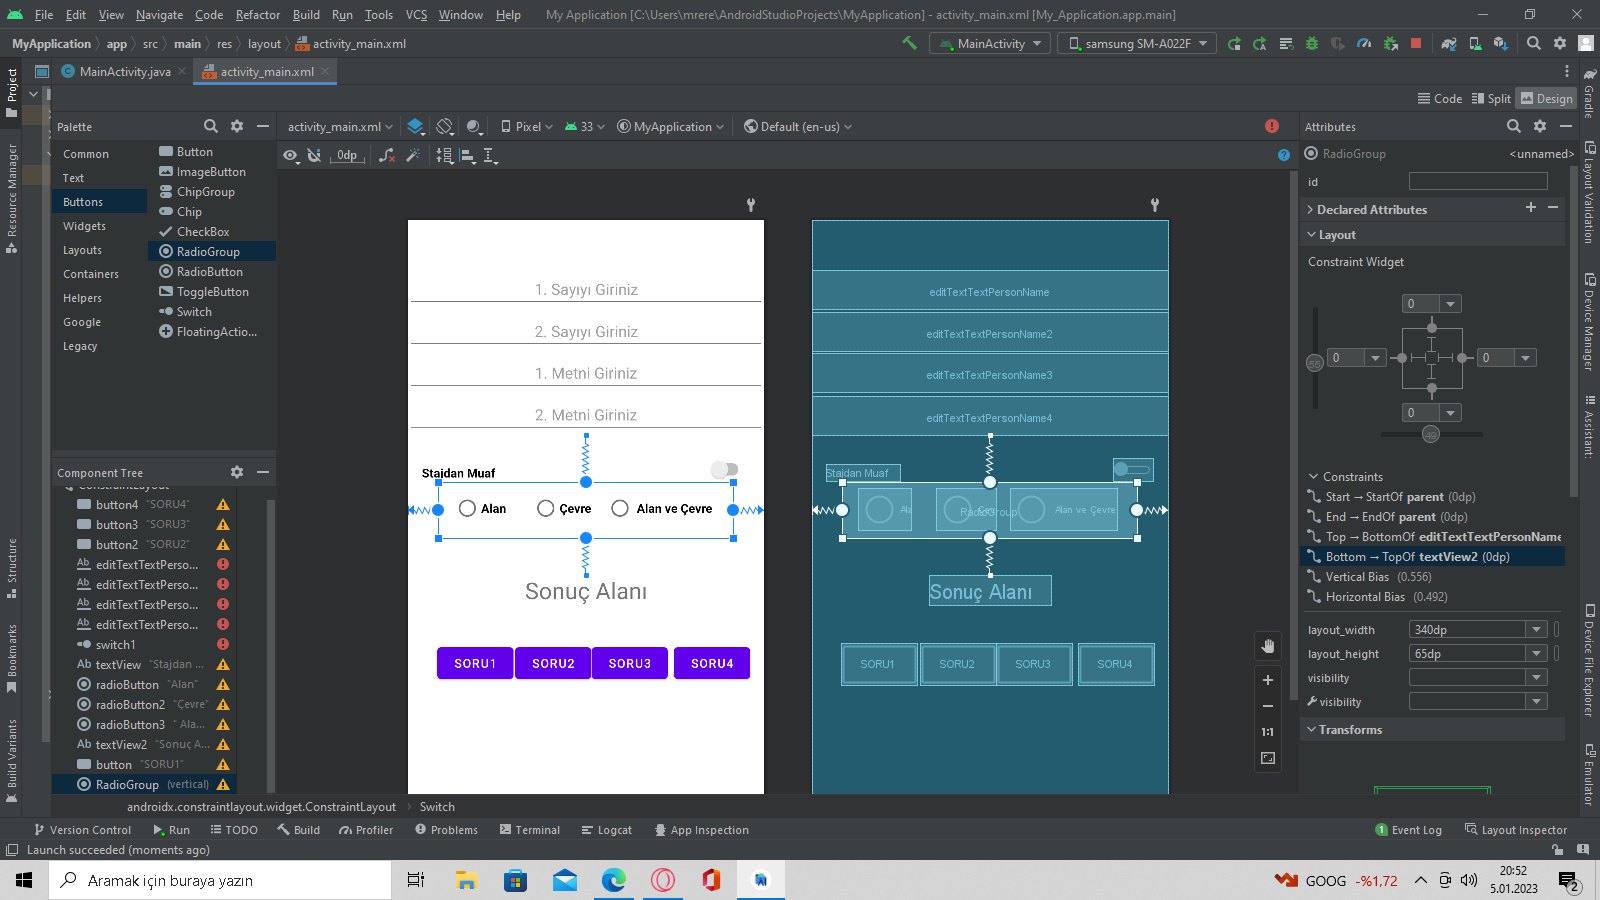 File Edit View Navigate Code Refactor Build Run Tools VCS Window Help My Application [C:\Users\mrere\AndroidStudioProjects\MyApplication] - activity_main.xml [My_Application.app.main]
MyApplication app src main res layout activity_main.xml MainActivity samsung SM-A022F
MainActivity.java activity_main.xml
Code Split Design
Palette
activity_main.xml Pixel 33 MyApplication Default (en-us)
Attributes
0dp
Common
Text
Buttons
Widgets
Layouts
Containers
Helpers
Google
Legacy
Button
ImageButton
ChipGroup
Chip
CheckBox
RadioGroup
RadioButton
ToggleButton
Switch
FloatingActio...
Component Tree
button4 "SORU4"
button3 "SORU3"
button2 "SORU2"
Ab editTextTextPerso...
Ab editTextTextPerso...
Ab editTextTextPerso...
Ab editTextTextPerso...
switch1
Ab textView "Stajdan ...
radioButton "Alan"
radioButton2 "Çevre"
radioButton3 " Ala...
Ab textView2 "Sonuç A...
button "SORU1"
RadioGroup (vertical)
1. Sayıyı Giriniz
2. Sayıyı Giriniz
1. Metni Giriniz
2. Metni Giriniz
Stajdan Muaf
Alan Çevre Alan ve Çevre
Sonuç Alanı
SORU1 SORU2 SORU3 SORU4
editTextTextPersonName
editTextTextPersonName2
editTextTextPersonName3
editTextTextPersonName4
Stajdan Muaf
Ala Çe Alan ve Çevre
RadioGroup
Sonuç Alanı
SORU1 SORU2 SORU3 SORU4
1:1
RadioGroup <unnamed>
id
Declared Attributes
Layout
Constraint Widget
0
0 0
56
0
49
Constraints
Start → StartOf parent (0dp)
End → EndOf parent (0dp)
Top → BottomOf editTextTextPersonName
Bottom → TopOf textView2 (0dp)
Vertical Bias (0.556)
Horizontal Bias (0.492)
layout_width 340dp
layout_height 65dp
visibility
visibility
Transforms
Project
Resource Manager
Structure
Bookmarks
Build Variants
Gradle
Layout Validation
Device Manager
Assistant:
Device File Explorer
Emulator
androidx.constraintlayout.widget.ConstraintLayout Switch
Version Control Run TODO Build Profiler Problems Terminal Logcat App Inspection 1 Event Log Layout Inspector
Launch succeeded (moments ago)
Aramak için buraya yazın
GOOG -%1,72
20:52
5.01.2023
2